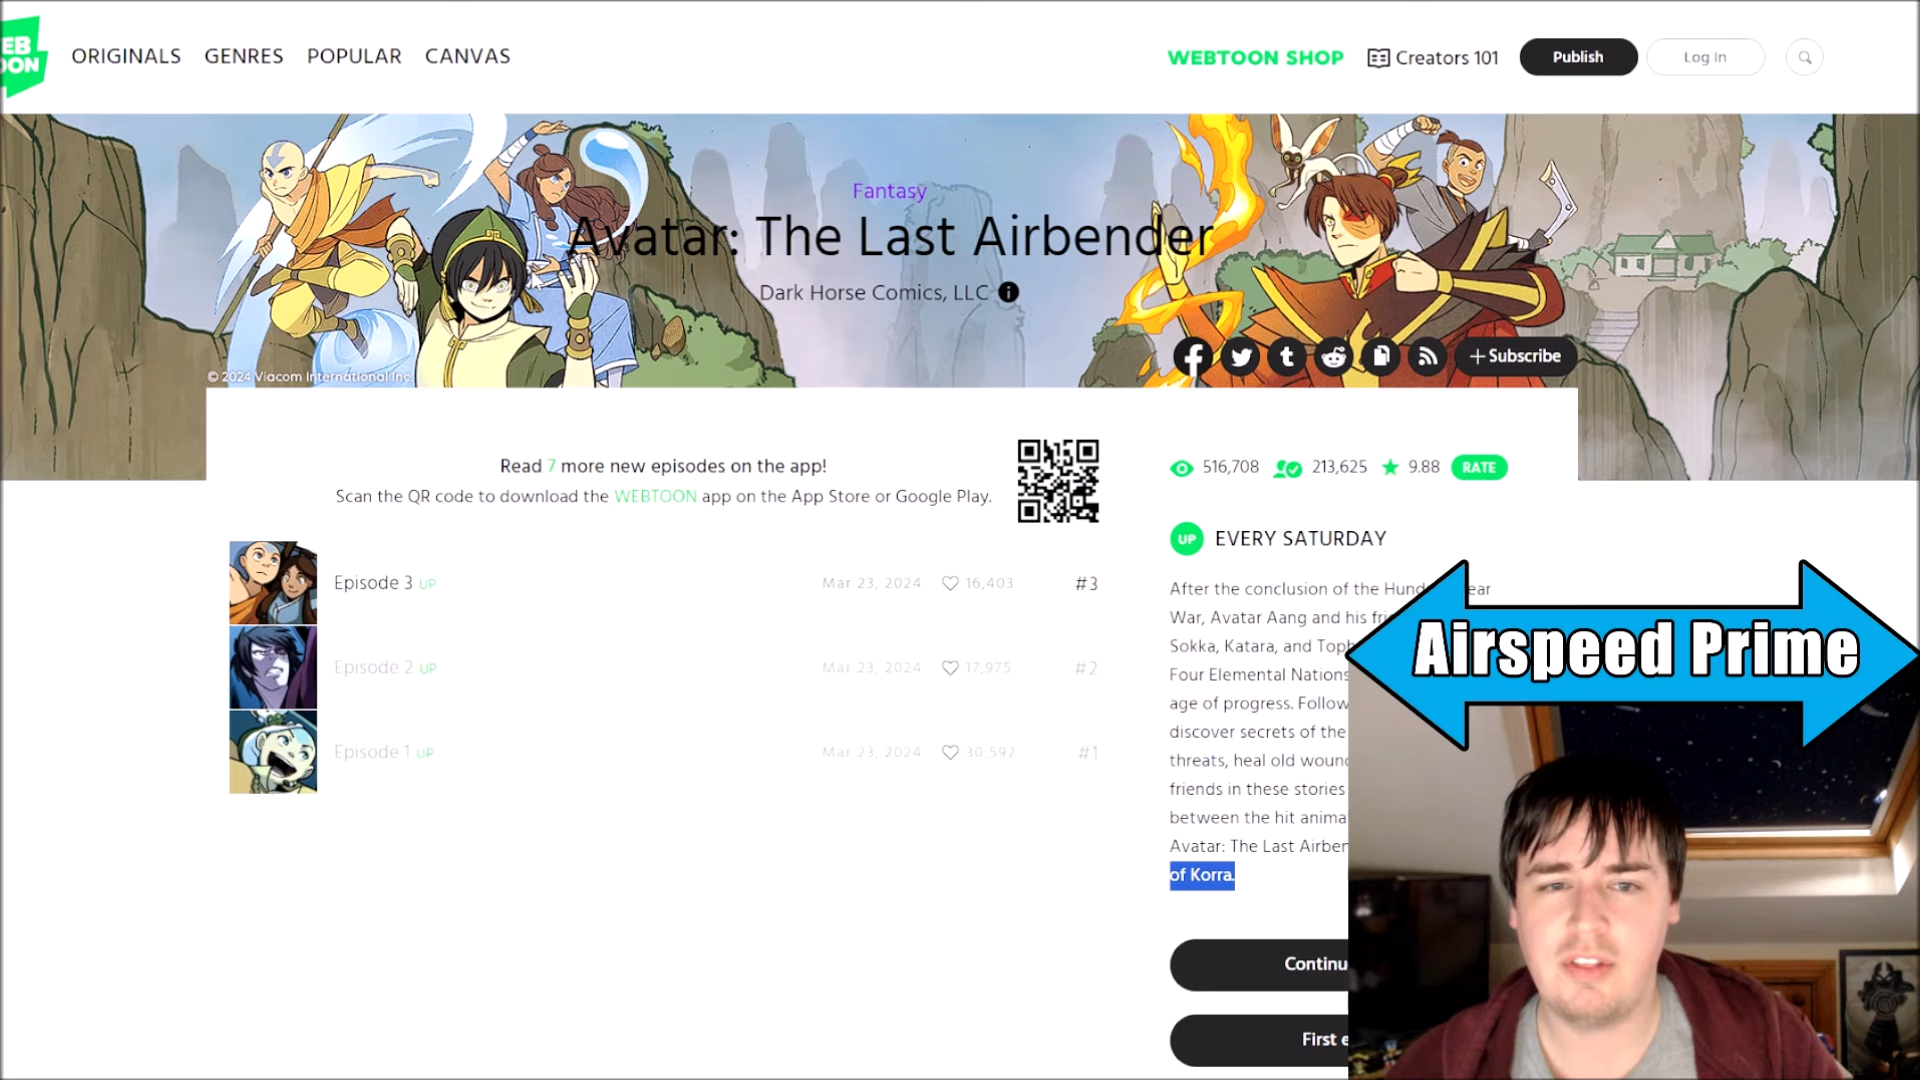 EB
OON
ORIGINALS GENRES POPULAR CANVAS
WEBTOON SHOP Creators 101 Publish Log In
Fantasy
Avatar: The Last Airbender
Dark Horse Comics, LLC i
Subscribe
© 2024 Viacom International Inc.
Read 7 more new episodes on the app!
Scan the QR code to download the WEBTOON app on the App Store or Google Play.
516,708 213,625 9.88 RATE
UP EVERY SATURDAY
Episode 3 UP Mar 23, 2024 16,403 #3
Episode 2 UP Mar 23, 2024 17,975 #2
Episode 1 UP Mar 23, 2024 30,592 #1
After the conclusion of the Hund ear
War, Avatar Aang and his fri
Sokka, Katara, and Toph
Four Elemental Nations
age of progress. Follow
discover secrets of the
threats, heal old wound
friends in these stories
between the hit anima
Avatar: The Last Airben
of Korra.
Continu
First e
Airspeed Prime